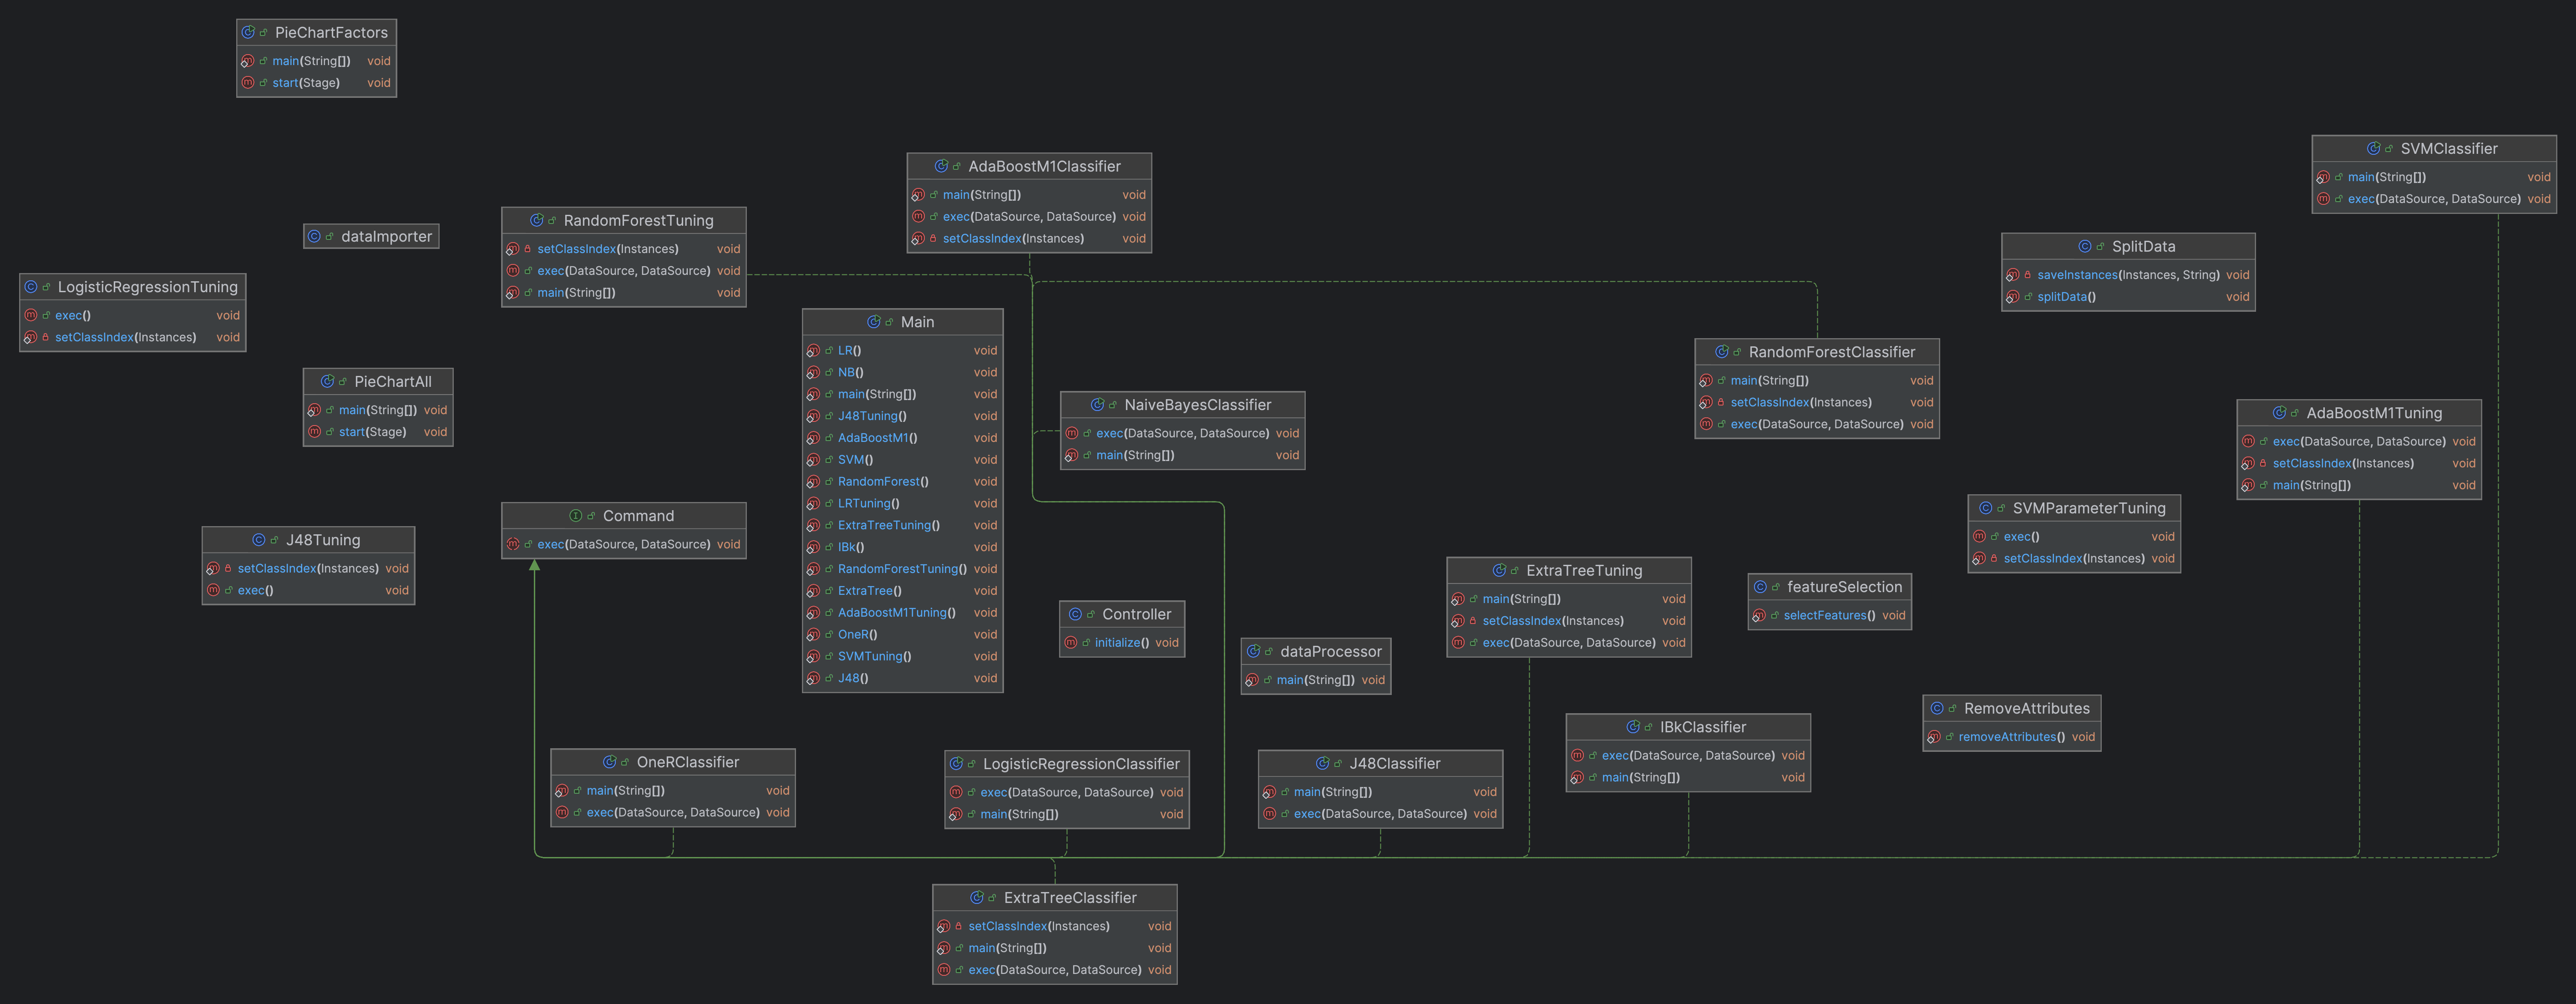 PieChartFactors
main(String[]) void
start(Stage) void
AdaBoostM1Classifier
main(String[]) void
exec(DataSource, DataSource) void
setClassIndex(Instances) void
SVMClassifier
main(String[]) void
exec(DataSource, DataSource) void
RandomForestTuning
setClassIndex(Instances) void
exec(DataSource, DataSource) void
main(String[]) void
dataImporter
SplitData
saveInstances(Instances, String) void
splitData() void
LogisticRegressionTuning
exec() void
setClassIndex(Instances) void
Main
LR() void
NB() void
main(String[]) void
J48Tuning() void
AdaBoostM1() void
SVM() void
RandomForest() void
LRTuning() void
ExtraTreeTuning() void
IBk() void
RandomForestTuning() void
ExtraTree() void
AdaBoostM1Tuning() void
OneR() void
SVMTuning() void
J48() void
RandomForestClassifier
main(String[]) void
setClassIndex(Instances) void
exec(DataSource, DataSource) void
PieChartAll
main(String[]) void
start(Stage) void
NaiveBayesClassifier
exec(DataSource, DataSource) void
main(String[]) void
AdaBoostM1Tuning
exec(DataSource, DataSource) void
setClassIndex(Instances) void
main(String[]) void
Command
exec(DataSource, DataSource) void
SVMParameterTuning
exec() void
setClassIndex(Instances) void
J48Tuning
setClassIndex(Instances) void
exec() void
ExtraTreeTuning
main(String[]) void
setClassIndex(Instances) void
exec(DataSource, DataSource) void
featureSelection
selectFeatures() void
Controller
initialize() void
dataProcessor
main(String[]) void
RemoveAttributes
removeAttributes() void
IBkClassifier
exec(DataSource, DataSource) void
main(String[]) void
OneRClassifier
main(String[]) void
exec(DataSource, DataSource) void
LogisticRegressionClassifier
exec(DataSource, DataSource) void
main(String[]) void
J48Classifier
main(String[]) void
exec(DataSource, DataSource) void
ExtraTreeClassifier
setClassIndex(Instances) void
main(String[]) void
exec(DataSource, DataSource) void